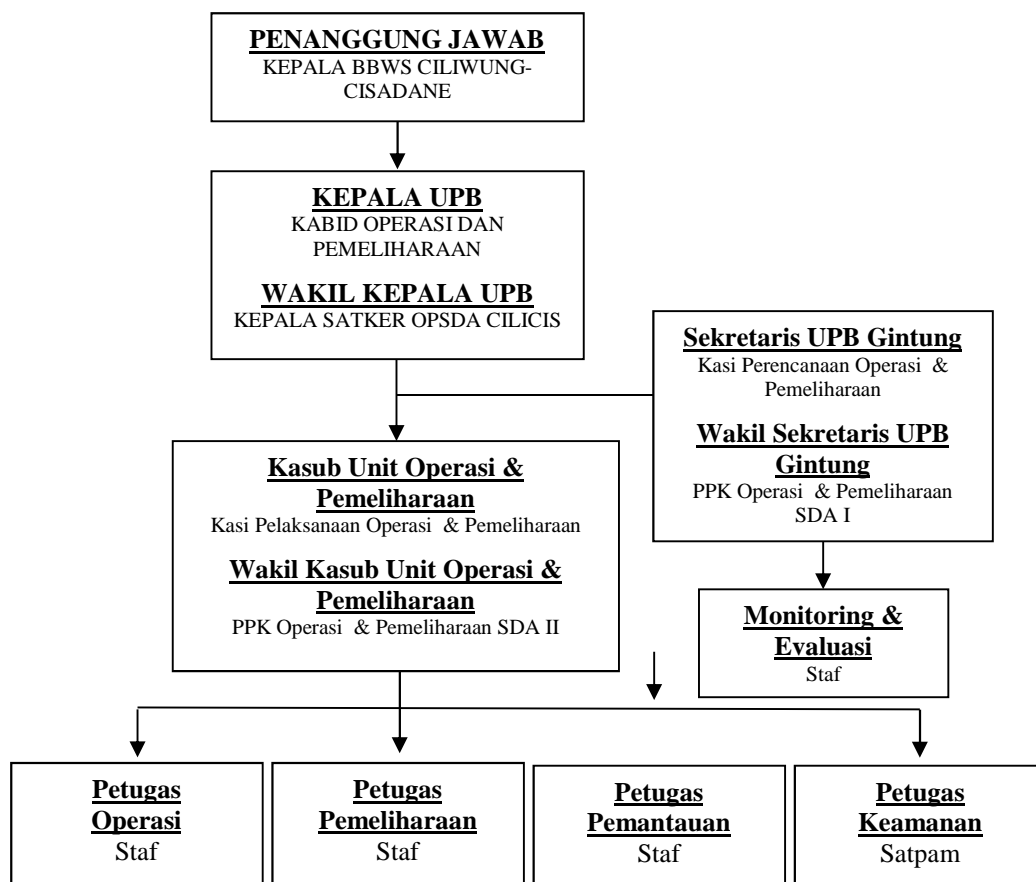 PENANGGUNG JAWAB
KEPALA BBWS CILIWUNG-
CISADANE
KEPALA UPB
KABID OPERASI DAN
PEMELIHARAAN
WAKIL KEPALA UPB
KEPALA SATKER OPSDA CILICIS
Sekretaris UPB Gintung
Kasi Perencanaan Operasi & 
Pemeliharaan
Wakil Sekretaris UPB
Gintung
PPK Operasi & Pemeliharaan
SDA I
Kasub Unit Operasi &
Pemeliharaan
Kasi Pelaksanaan Operasi & Pemeliharaan
Wakil Kasub Unit Operasi &
Pemeliharaan
PPK Operasi & Pemeliharaan SDA II
Monitoring &
Evaluasi
Staf
Petugas
Operasi
Staf
Petugas
Pemeliharaan
Staf
Petugas
Pemantauan
Staf
Petugas
Keamanan
Satpam